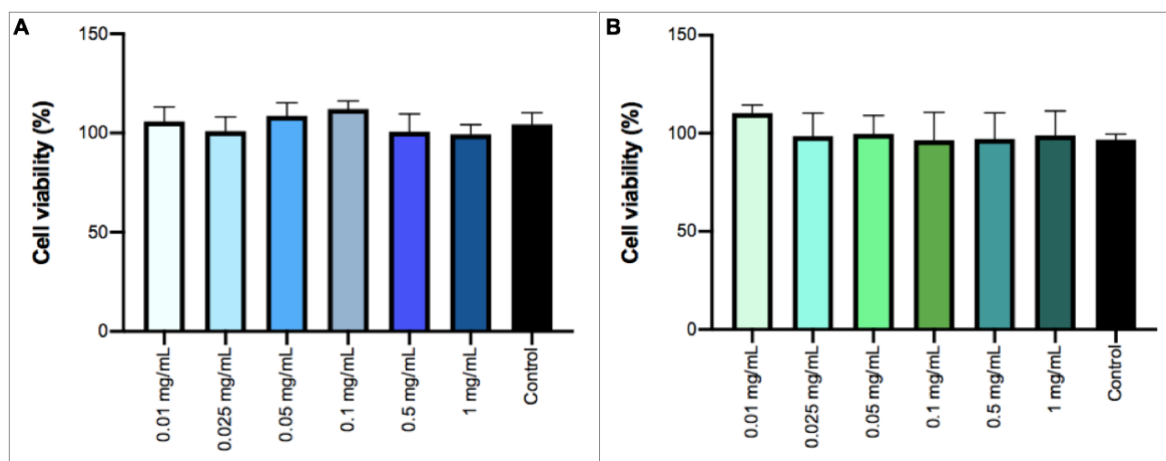 A
Cell viability (%)
150
100
50
0
0.01 mg/mL
0.025 mg/mL
0.05 mg/mL
0.1 mg/mL
0.5 mg/mL
1 mg/mL
Control
B
Cell viability (%)
150
100
50
0
0.01 mg/mL
0.025 mg/mL
0.05 mg/mL
0.1 mg/mL
0.5 mg/mL
1 mg/mL
Control